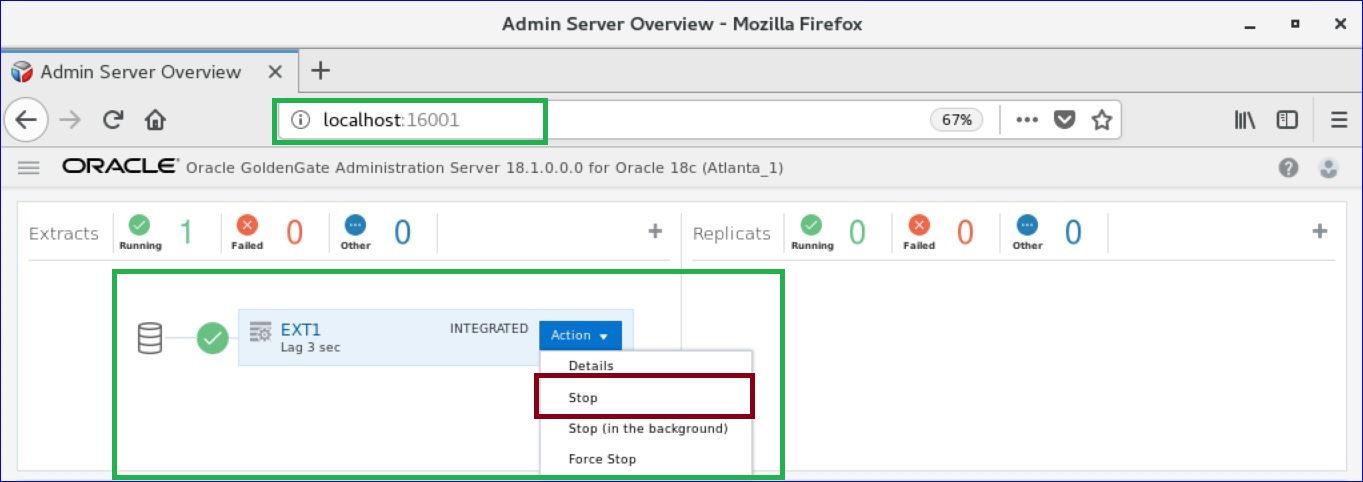 Admin Server Overview - Mozilla Firefox
Admin Server Overview
localhost:16001 67%
ORACLE Oracle GoldenGate Administration Server 18.1.0.0.0 for Oracle 18c (Atlanta_1)
Extracts Running 1 Failed 0 Other 0 + Replicats Running 0 Failed 0 Other 0 +
EXT1 INTEGRATED Action
Lag 3 sec
Details
Stop
Stop (in the background)
Force Stop